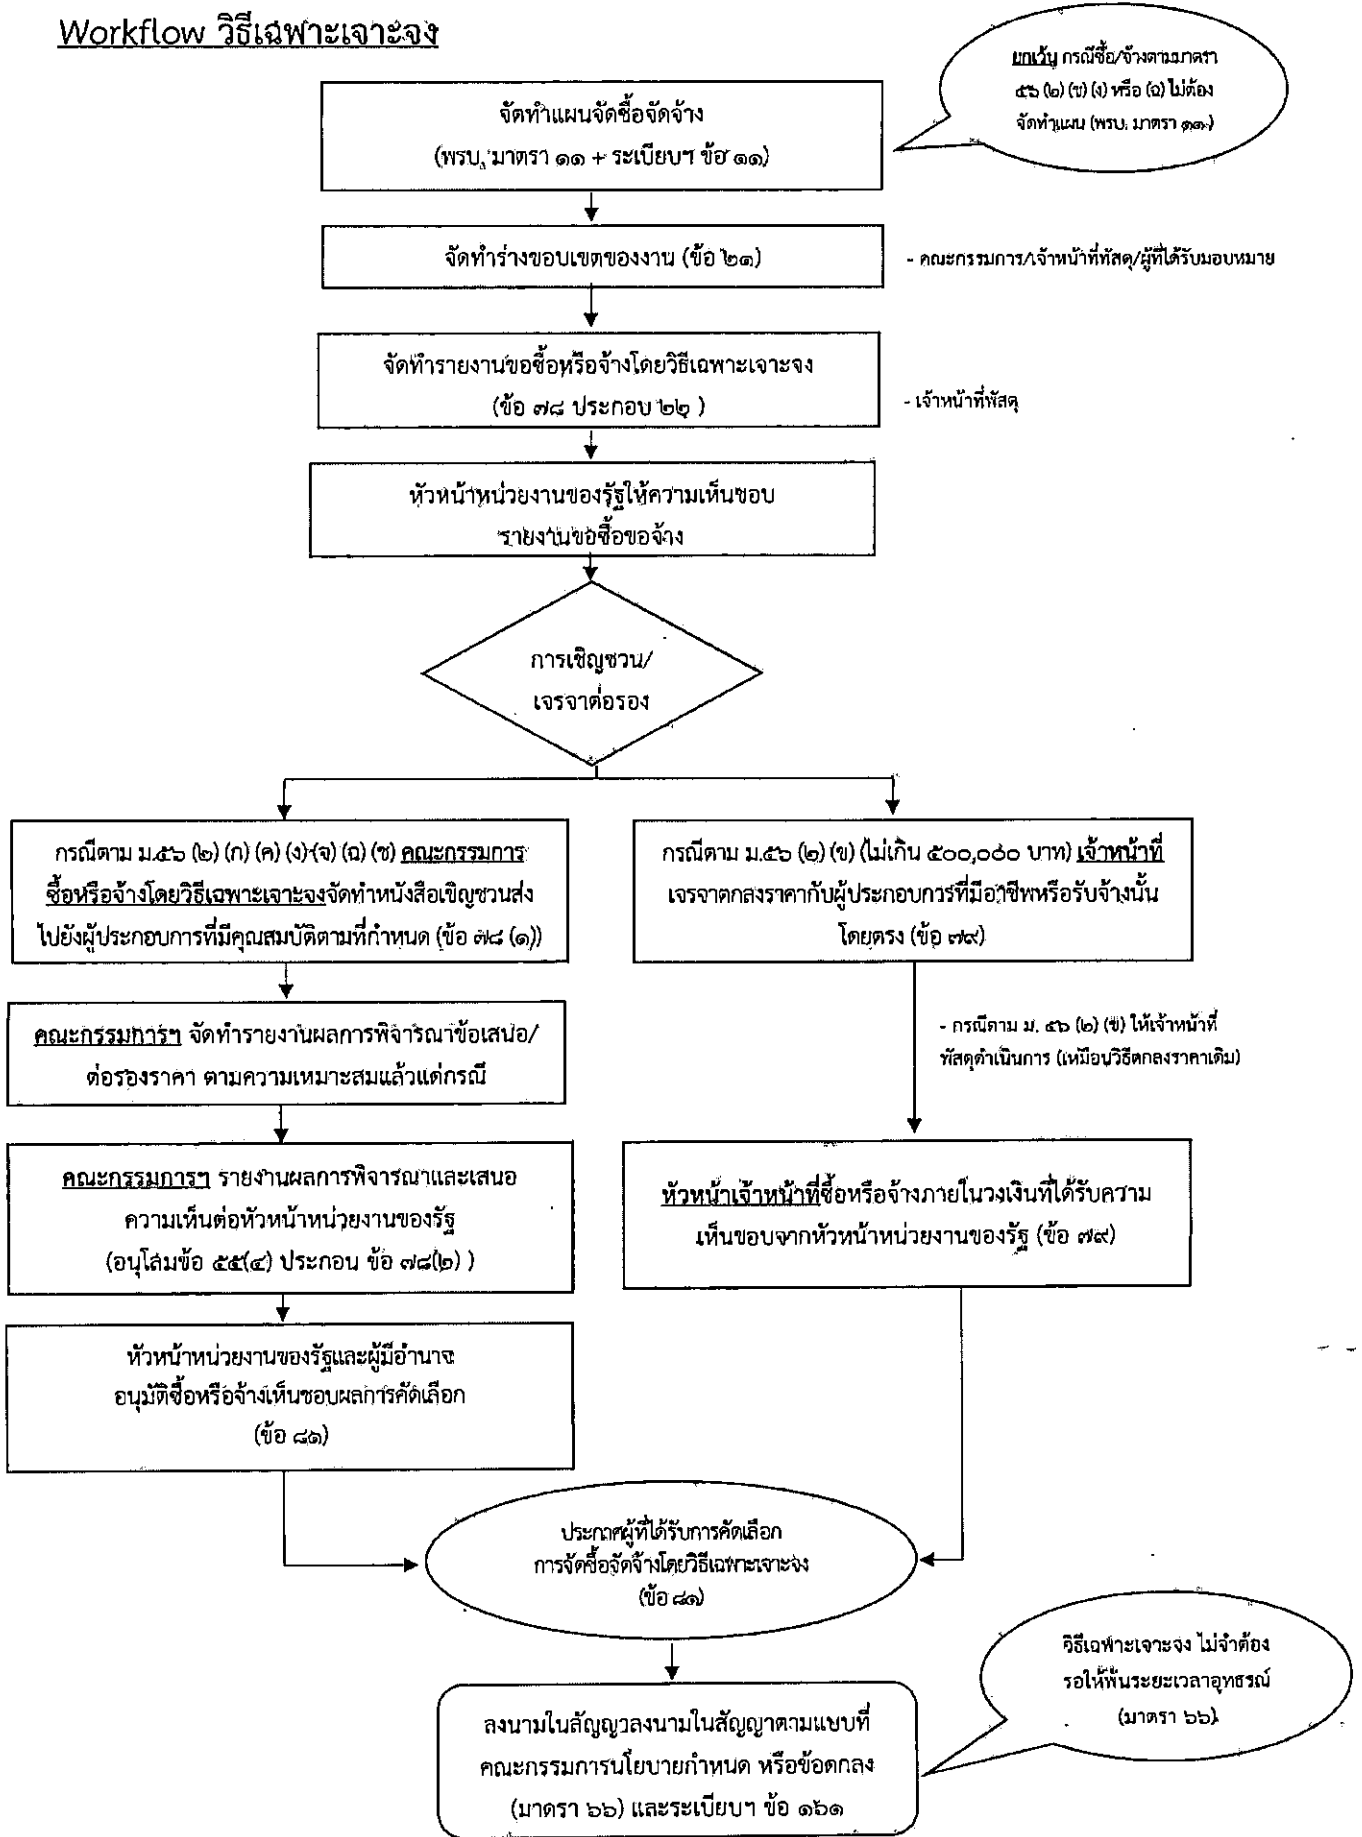 Workflow วิธีเฉพาะเจาะจง
ยกเว้น กรณีซื้อ/จ้างตามมาตรา
๕๖ (๒) (ข) (ง) หรือ (ฉ) ไม่ต้อง
จัดทำแผน (พรบ. มาตรา ๑๑)
จัดทำแผนจัดซื้อจัดจ้าง
(พรบ. มาตรา ๑๑ + ระเบียบฯ ข้อ ๑๑)
จัดทำร่างขอบเขตของงาน (ข้อ ๒๑)
- คณะกรรมการ/เจ้าหน้าที่พัสดุ/ผู้ที่ได้รับมอบหมาย
จัดทำรายงานขอซื้อหรือจ้างโดยวิธีเฉพาะเจาะจง
(ข้อ ๗๘ ประกอบ ๒๒ )
- เจ้าหน้าที่พัสดุ
หัวหน้าหน่วยงานของรัฐให้ความเห็นชอบ
รายงานขอซื้อขอจ้าง
การเชิญชวน/
เจรจาต่อรอง
กรณีตาม ม.๕๖ (๒) (ก) (ค) (ง)-(จ) (ฉ) (ช) คณะกรรมการ
ซื้อหรือจ้างโดยวิธีเฉพาะเจาะจงจัดทำหนังสือเชิญชวนส่ง
ไปยังผู้ประกอบการที่มีคุณสมบัติตามที่กำหนด (ข้อ ๗๘ (๑))
กรณีตาม ม.๕๖ (๒) (ข) (ไม่เกิน ๕๐๐,๐๐๐ บาท) เจ้าหน้าที่
เจรจาตกลงราคากับผู้ประกอบการที่มีอาชีพหรือรับจ้างนั้น
โดยตรง (ข้อ ๗๙)
คณะกรรมการฯ จัดทำรายงานผลการพิจารณาข้อเสนอ/
ต่อรองราคา ตามความเหมาะสมแล้วแต่กรณี
- กรณีตาม ม. ๕๖ (๒) (ข) ให้เจ้าหน้าที่
พัสดุดำเนินการ (เหมือนวิธีตกลงราคาเดิม)
คณะกรรมการฯ รายงานผลการพิจารณาและเสนอ
ความเห็นต่อหัวหน้าหน่วยงานของรัฐ
(อนุโลมข้อ ๕๕(๔) ประกอบ ข้อ ๗๘(๒) )
หัวหน้าเจ้าหน้าที่ซื้อหรือจ้างภายในวงเงินที่ได้รับความ
เห็นชอบจากหัวหน้าหน่วยงานของรัฐ (ข้อ ๗๙)
หัวหน้าหน่วยงานของรัฐและผู้มีอำนาจ
อนุมัติซื้อหรือจ้างเห็นชอบผลการคัดเลือก
(ข้อ ๘๑)
ประกาศผู้ที่ได้รับการคัดเลือก
การจัดซื้อจัดจ้างโดยวิธีเฉพาะเจาะจง
(ข้อ ๘๑)
วิธีเฉพาะเจาะจง ไม่จำต้อง
รอให้พ้นระยะเวลาอุทธรณ์
(มาตรา ๖๖)
ลงนามในสัญญาลงนามในสัญญาตามแบบที่
คณะกรรมการนโยบายกำหนด หรือข้อตกลง
(มาตรา ๖๖) และระเบียบฯ ข้อ ๑๖๑